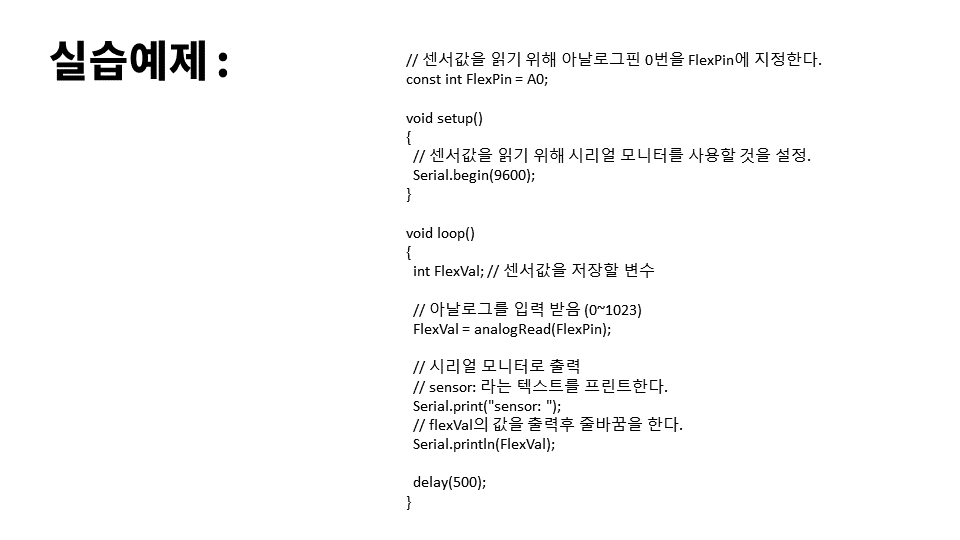 실습예제 :
// 센서값을 읽기 위해 아날로그핀 0번을 FlexPin에 지정한다.
const int FlexPin = A0;
void setup()
{
// 센서값을 읽기 위해 시리얼 모니터를 사용할 것을 설정.
Serial.begin(9600);
}
void loop()
{
int FlexVal; // 센서값을 저장할 변수
// 아날로그를 입력 받음 (0~1023)
FlexVal = analogRead(FlexPin);
// 시리얼 모니터로 출력
// sensor: 라는 텍스트를 프린트한다.
Serial.print("sensor: ");
// flexVal의 값을 출력후 줄바꿈을 한다.
Serial.println(FlexVal);
delay(500);
}